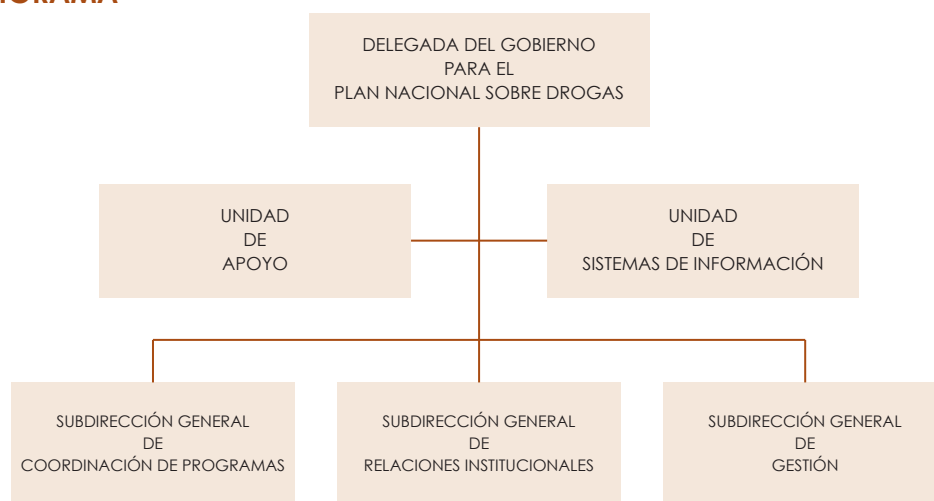 DELEGADA DEL GOBIERNO
PARA EL
PLAN NACIONAL SOBRE DROGAS
UNIDAD
DE
APOYO
UNIDAD
DE
SISTEMAS DE INFORMACIÓN
SUBDIRECCIÓN GENERAL
DE
COORDINACIÓN DE PROGRAMAS
SUBDIRECCIÓN GENERAL
DE
RELACIONES INSTITUCIONALES
SUBDIRECCIÓN GENERAL
DE
GESTIÓN